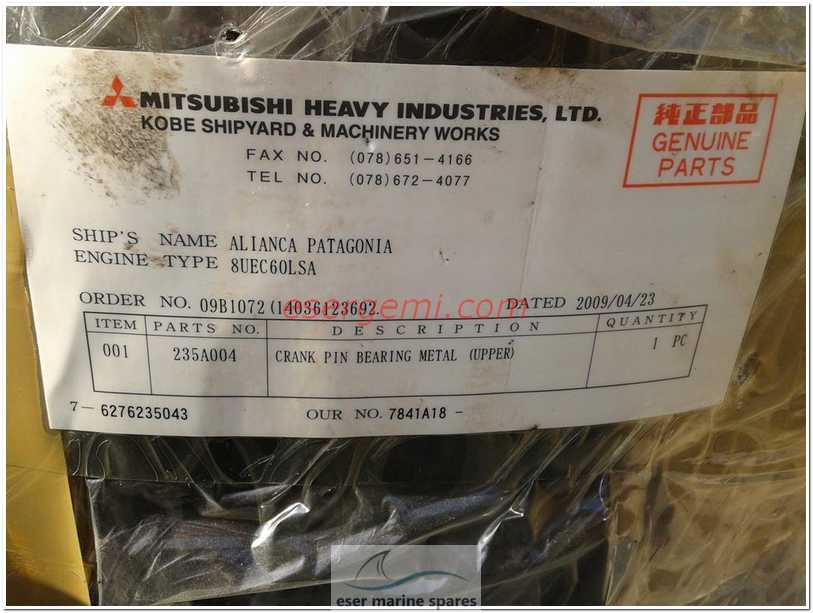 MITSUBISHI HEAVY INDUSTRIES, LTD.
KOBE SHIPYARD & MACHINERY WORKS
FAX NO. (078)651-4166
TEL NO. (078)672-4077
純正部品
GENUINE
PARTS
SHIP'S NAME ALIANCA PATAGONIA
ENGINE TYPE 8UEC60LSA
ORDER NO. 09B1072(14036123692. DATED 2009/04/23
esergemi.com
ITEM PARTS NO. DESCRIPTION QUANTITY
001 235A004 CRANK PIN BEARING METAL (UPPER) 1 PC
7- 6276235043 OUR NO. 7841A18 -
eser marine spares